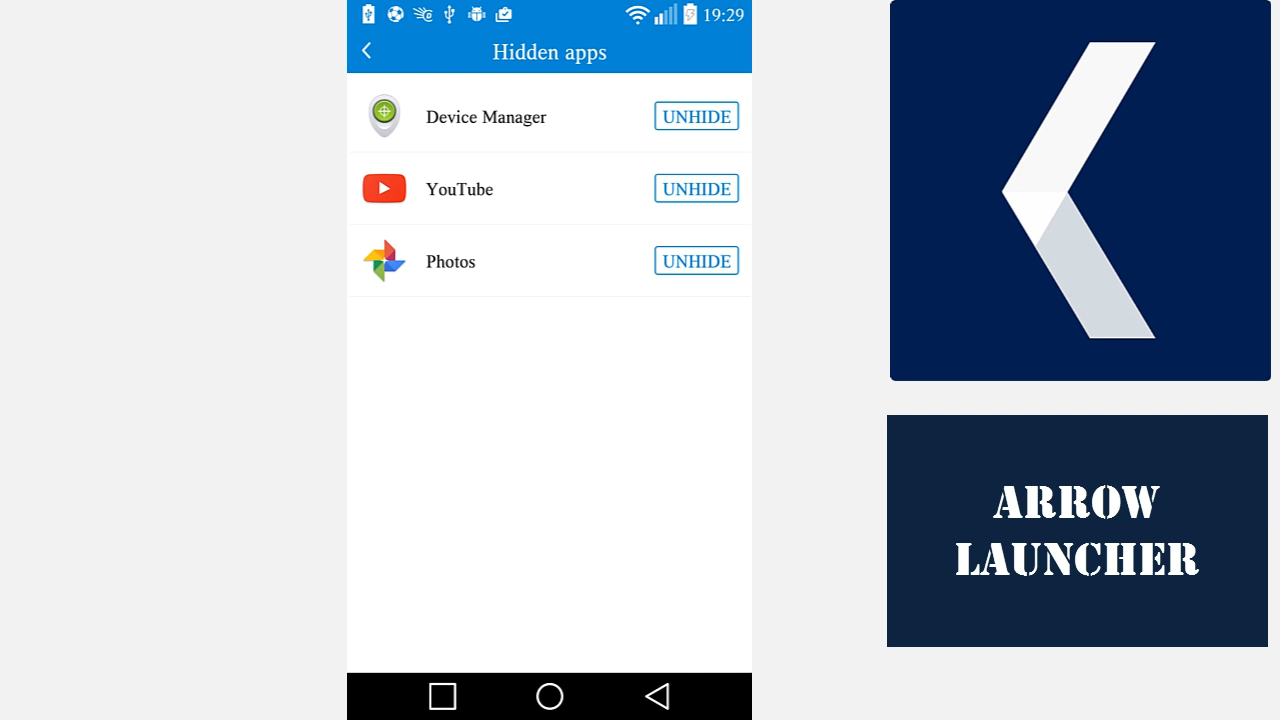 19:29
Hidden apps
Device Manager UNHIDE
YouTube UNHIDE
Photos UNHIDE
ARROW
LAUNCHER